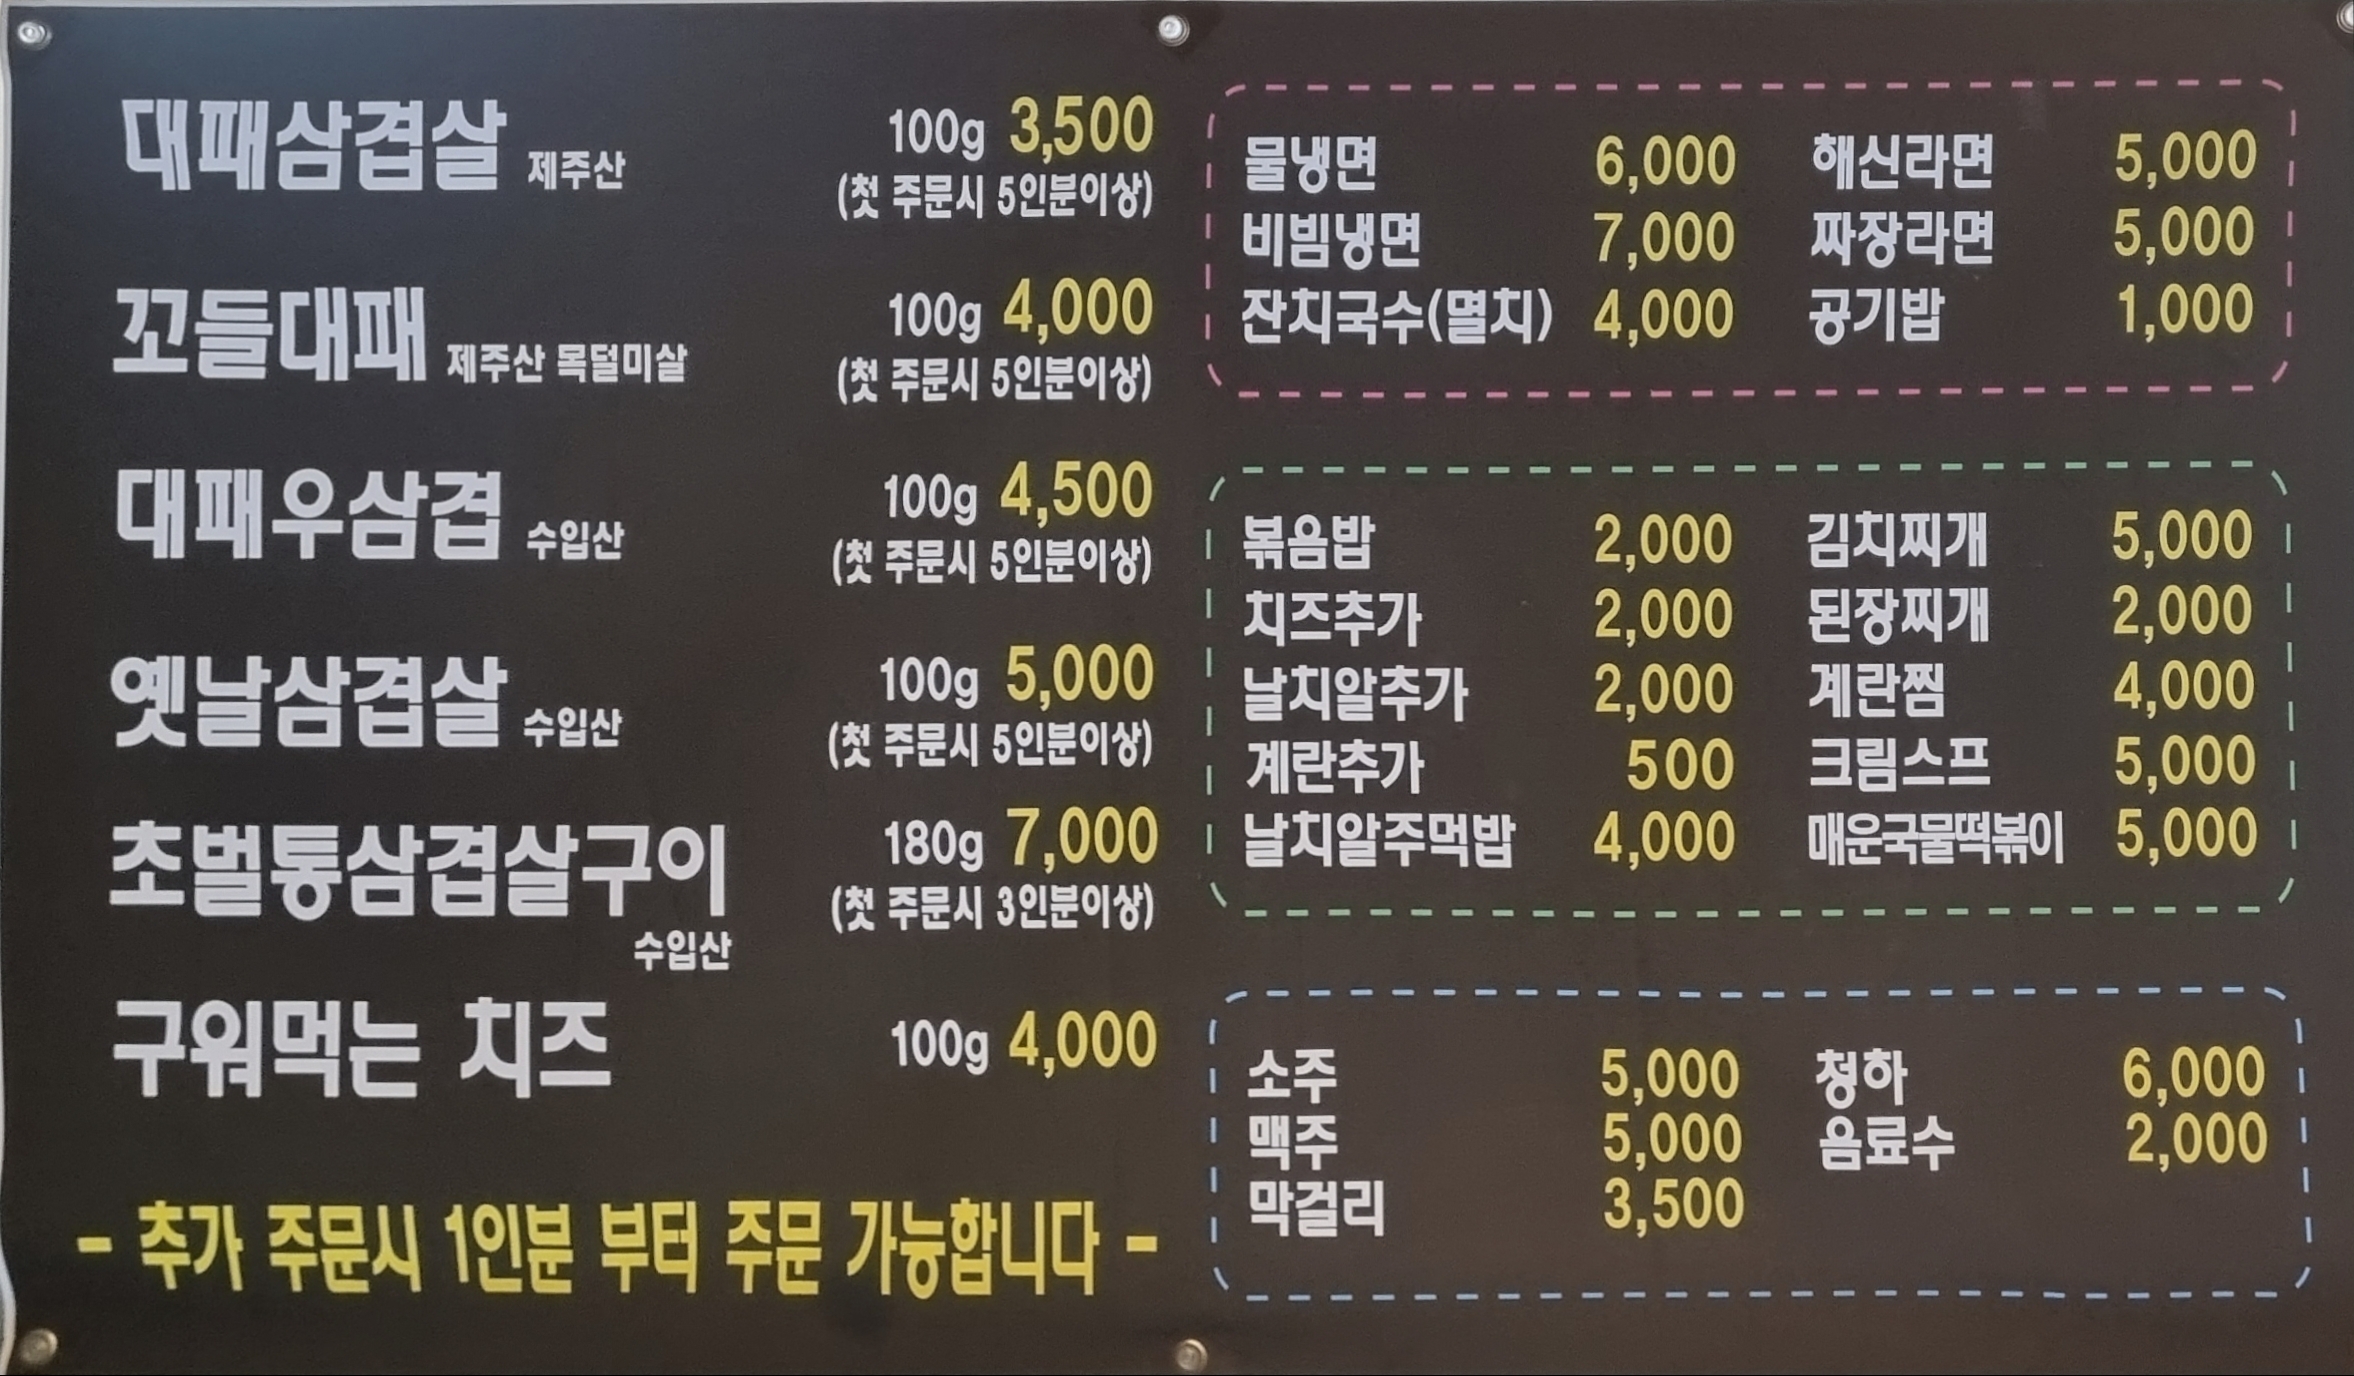 대패삼겹살 제주산 100g 3,500
(첫 주문시 5인분이상)
꼬들대패 제주산 목덜미살 100g 4,000
(첫 주문시 5인분이상)
대패우삼겹 수입산 100g 4,500
(첫 주문시 5인분이상)
옛날삼겹살 수입산 100g 5,000
(첫 주문시 5인분이상)
초벌통삼겹살구이 180g 7,000
수입산 (첫 주문시 3인분이상)
구워먹는 치즈 100g 4,000
- 추가 주문시 1인분 부터 주문 가능합니다 -
물냉면 6,000 해신라면 5,000
비빔냉면 7,000 짜장라면 5,000
잔치국수(멸치) 4,000 공기밥 1,000
볶음밥 2,000 김치찌개 5,000
치즈추가 2,000 된장찌개 2,000
날치알추가 2,000 계란찜 4,000
계란추가 500 크림스프 5,000
날치알주먹밥 4,000 매운국물떡볶이 5,000
소주 5,000 청하 6,000
맥주 5,000 음료수 2,000
막걸리 3,500